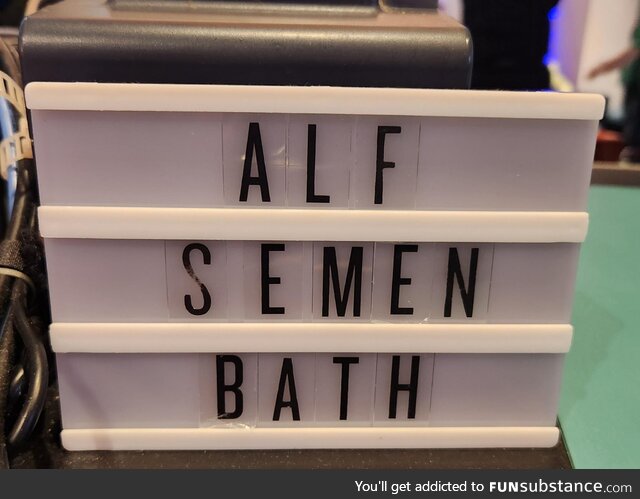 ALF
SEMEN
BATH
You'll get addicted to FUNsubstance.com